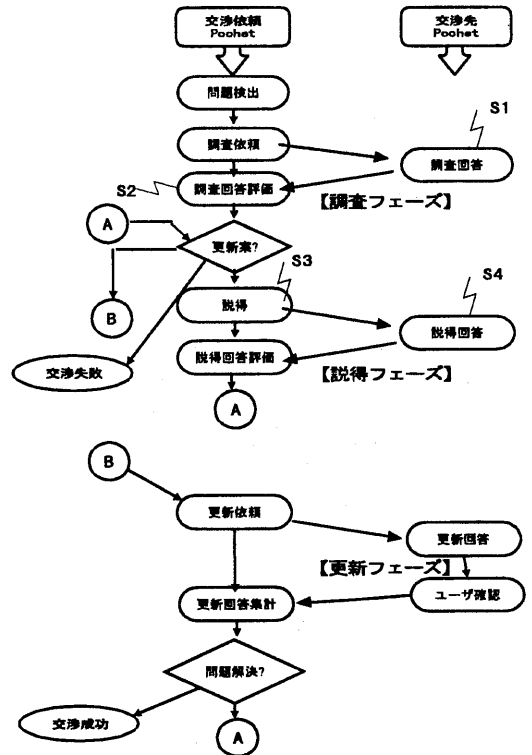 交渉依頼
Pochet
交渉先
Pochet
問題検出
S1
調査依頼
調査回答
S2
調査回答評価
【調査フェーズ】
A
更新案?
S3
S4
B
説得
説得回答
説得回答評価
交渉失敗
【説得フェーズ】
A
B
更新依頼
更新回答
【更新フェーズ】
更新回答集計
ユーザ確認
問題解決?
交渉成功
A